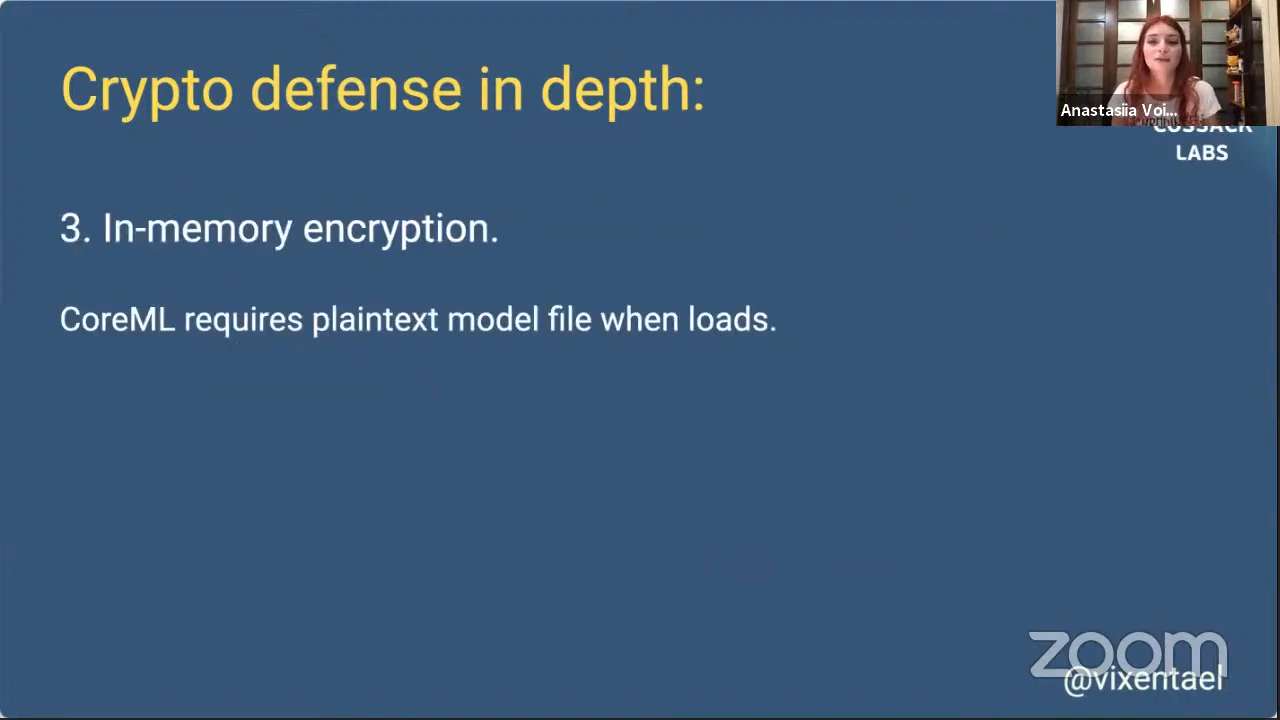 Crypto defense in depth:
Anastasiia Voi...
COSSACK
LABS
3. In-memory encryption.
CoreML requires plaintext model file when loads.
zoom
@vixentael